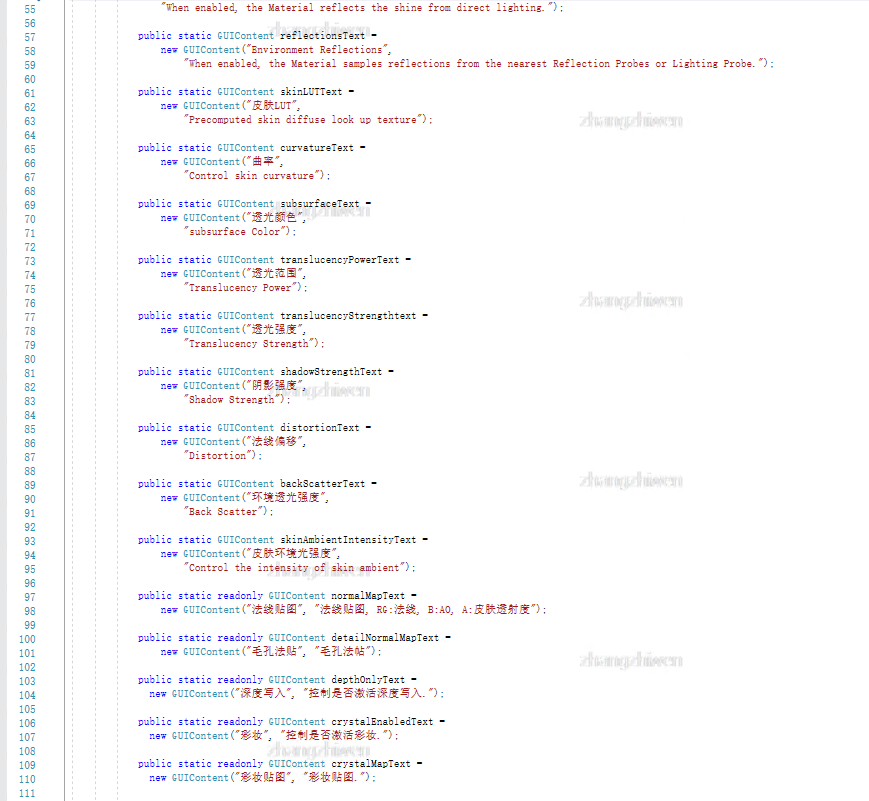 55 "When enabled, the Material reflects the shine from direct lighting.");
56
57 public static GUIContent reflectionsText =
58 new GUIContent("Environment Reflections",
59 "When enabled, the Material samples reflections from the nearest Reflection Probes or Lighting Probe.");
60
61 public static GUIContent skinLUTText =
62 new GUIContent("皮肤LUT",
63 "Precomputed skin diffuse look up texture");
64
65 public static GUIContent curvatureText =
66 new GUIContent("曲率",
67 "Control skin curvature");
68
69 public static GUIContent subsurfaceText =
70 new GUIContent("透光颜色",
71 "subsurface Color");
72
73 public static GUIContent translucencyPowerText =
74 new GUIContent("透光范围",
75 "Translucency Power");
76
77 public static GUIContent translucencyStrengthtext =
78 new GUIContent("透光强度",
79 "Translucency Strength");
80
81 public static GUIContent shadowStrengthText =
82 new GUIContent("阴影强度",
83 "Shadow Strength");
84
85 public static GUIContent distortionText =
86 new GUIContent("法线偏移",
87 "Distortion");
88
89 public static GUIContent backScatterText =
90 new GUIContent("环境透光强度",
91 "Back Scatter");
92
93 public static GUIContent skinAmbientIntensityText =
94 new GUIContent("皮肤环境光强度",
95 "Control the intensity of skin ambient");
96
97 public static readonly GUIContent normalMapText =
98 new GUIContent("法线贴图", "法线贴图, RG:法线, B:AO, A:皮肤透射度");
99
100 public static readonly GUIContent detailNormalMapText =
101 new GUIContent("毛孔法贴", "毛孔法帖");
102
103 public static readonly GUIContent depthOnlyText =
104 new GUIContent("深度写入", "控制是否激活深度写入.");
105
106 public static readonly GUIContent crystalEnabledText =
107 new GUIContent("彩妆", "控制是否激活彩妆.");
108
109 public static readonly GUIContent crystalMapText =
110 new GUIContent("彩妆贴图", "彩妆贴图.");
111
zhangzhiwen
zhangzhiwen
zhangzhiwen
zhangzhiwen
zhangzhiwen
zhangzhiwen
zhangzhiwen
zhangzhiwen
zhangzhiwen